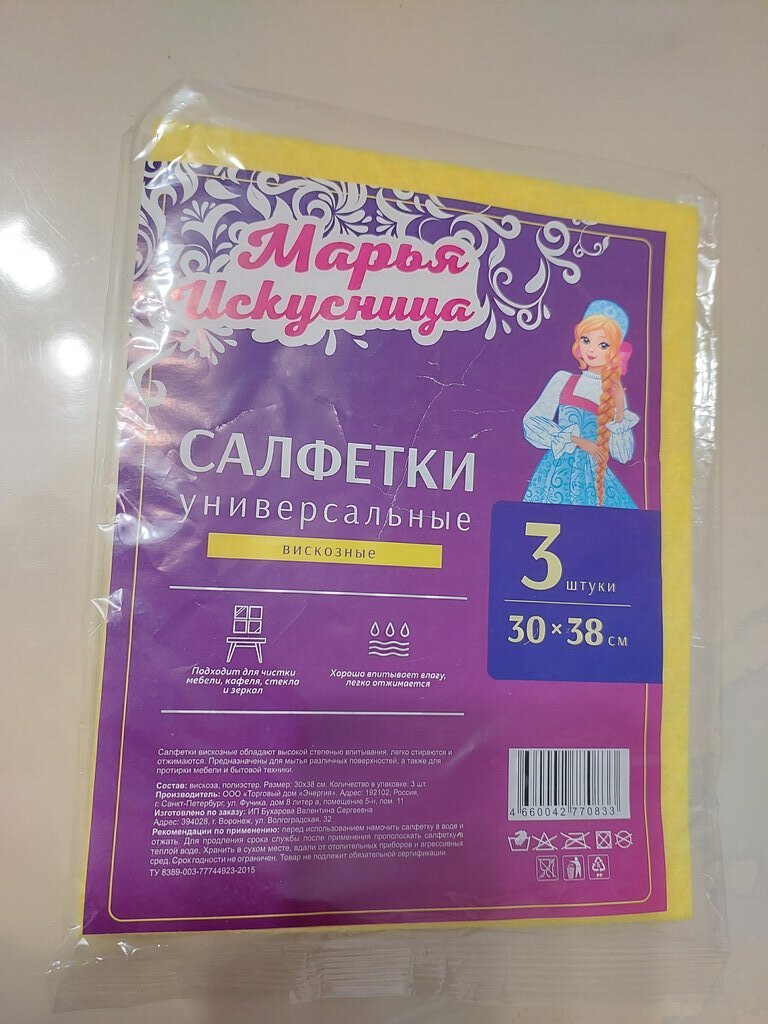 Марья
Искусница
САЛФЕТКИ
универсальные
вискозные
3 штуки
30×38 см
Подходит для чистки
мебели, кафеля, стекла
и зеркал
Хорошо впитывает влагу,
легко отжимается
Салфетки вискозные обладают высокой степенью впитывания, легко стираются и
отжимаются. Предназначены для мытья различных поверхностей, а также для
протирки мебели и бытовой техники.
Состав: вискоза, полиэстер. Размер: 30х38 см. Количество в упаковке: 3 шт.
Производитель: ООО «Торговый дом «Энергия». Адрес: 192102, Россия,
г. Санкт-Петербург, ул. Фучика, дом 8 литер а, помещение 5-н, пом. 11
Изготовлено по заказу: ИП Бухарова Валентина Сергеевна
Адрес: 394028, г. Воронеж, ул. Волгоградская, 32
Рекомендации по применению: перед использованием намочить салфетку в воде и
отжать. Для продления срока службы после применения прополоскать салфетку в
теплой воде. Хранить в сухом месте, вдали от отопительных приборов и агрессивных
сред. Срок годности не ограничен. Товар не подлежит обязательной сертификации.
ТУ 8389-003-77744923-2015
4 660042 770833
PP